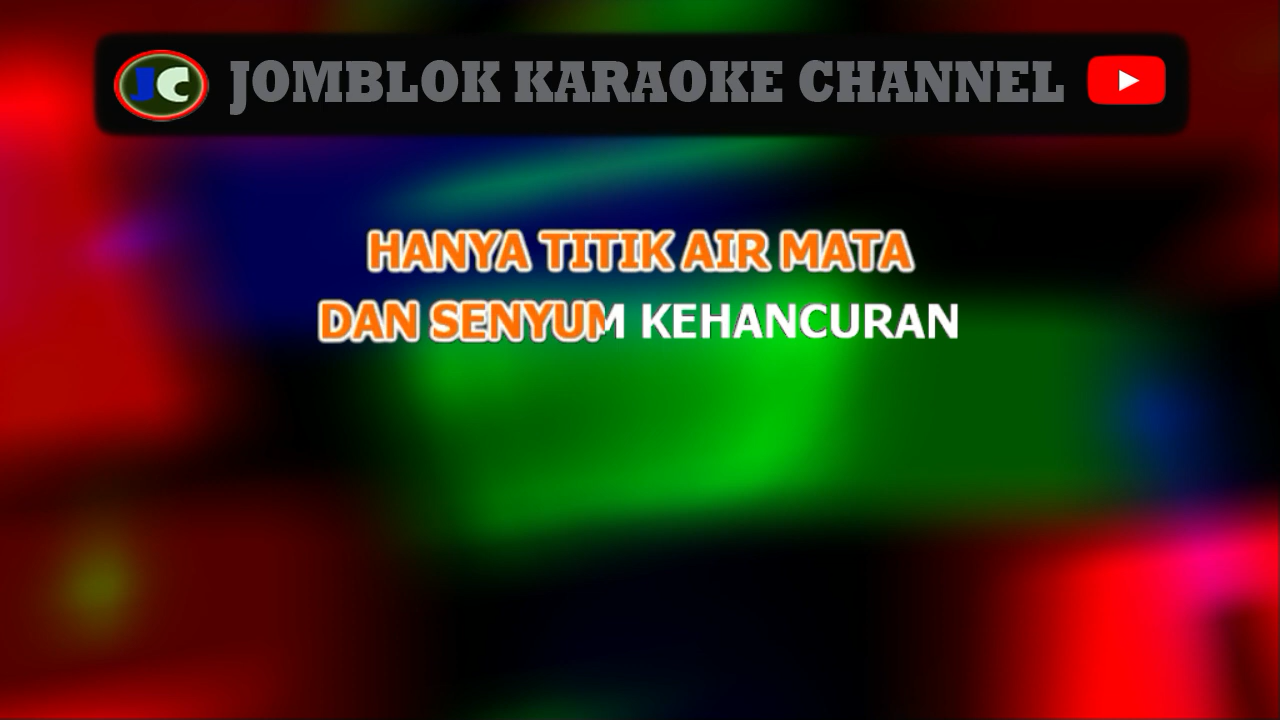 JC JOMBLOK KARAOKE CHANNEL
HANYA TITIK AIR MATA
DAN SENYUM KEHANCURAN